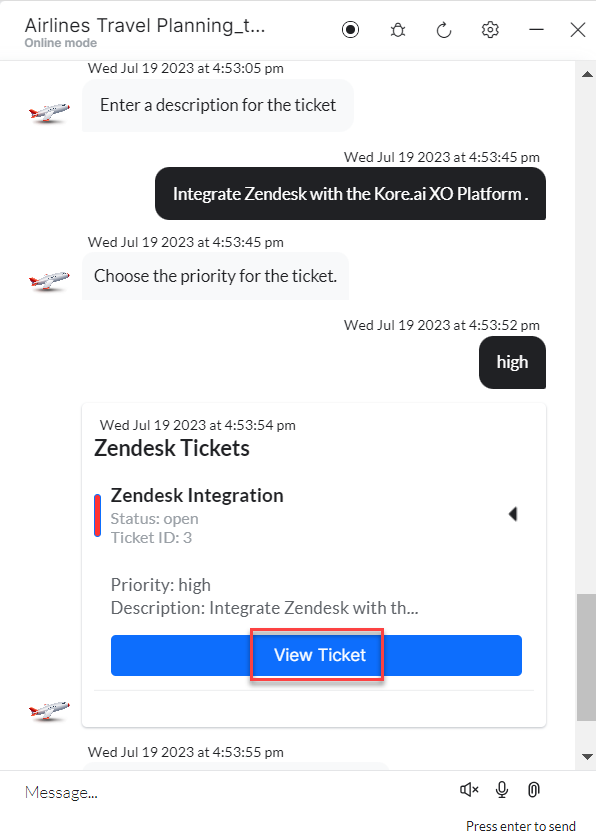 Airlines Travel Planning_t...
Online mode
Wed Jul 19 2023 at 4:53:05 pm
Enter a description for the ticket
Wed Jul 19 2023 at 4:53:45 pm
Integrate Zendesk with the Kore.ai XO Platform .
Wed Jul 19 2023 at 4:53:45 pm
Choose the priority for the ticket.
Wed Jul 19 2023 at 4:53:52 pm
high
Wed Jul 19 2023 at 4:53:54 pm
Zendesk Tickets
Zendesk Integration
Status: open
Ticket ID: 3
Priority: high
Description: Integrate Zendesk with th...
View Ticket
Wed Jul 19 2023 at 4:53:55 pm
Message...
Press enter to send